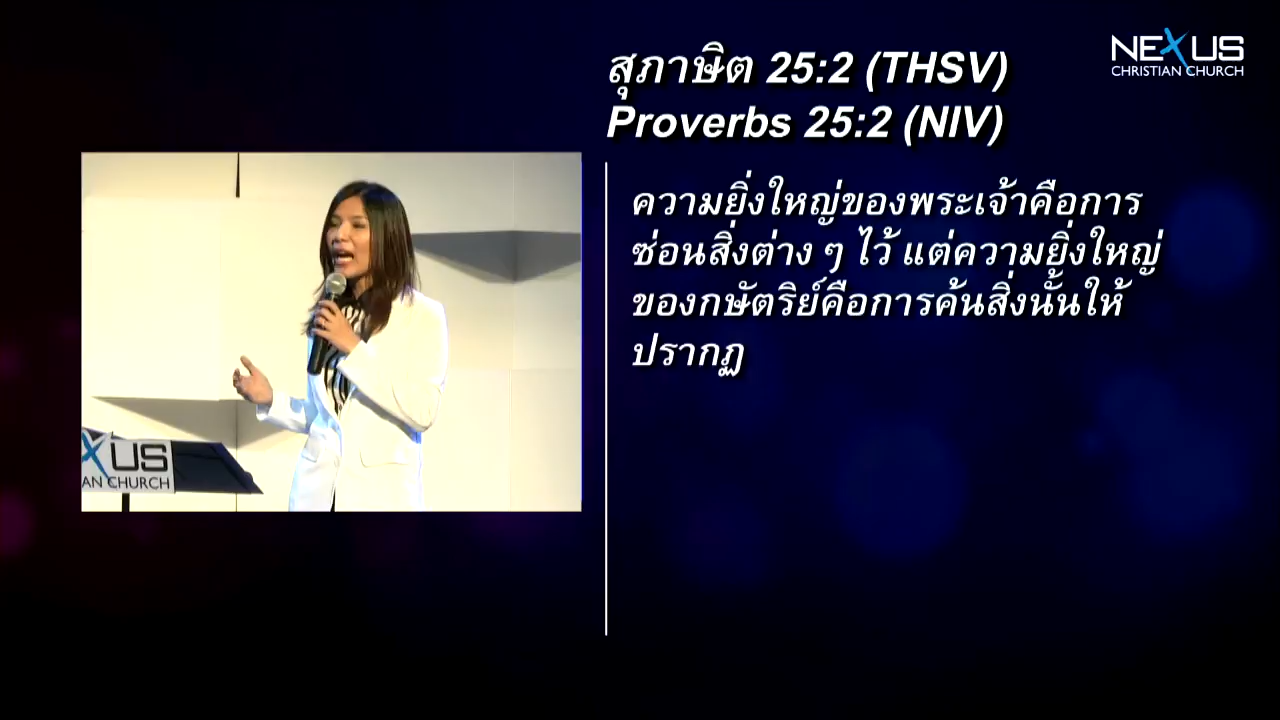 NEXUS
CHRISTIAN CHURCH
สุภาษิต 25:2 (THSV)
Proverbs 25:2 (NIV)
ความยิ่งใหญ่ของพระเจ้าคือการ
ซ่อนสิ่งต่าง ๆ ไว้ แต่ความยิ่งใหญ่
ของกษัตริย์คือการค้นสิ่งนั้นให้
ปรากฏ
XUS
AN CHURCH